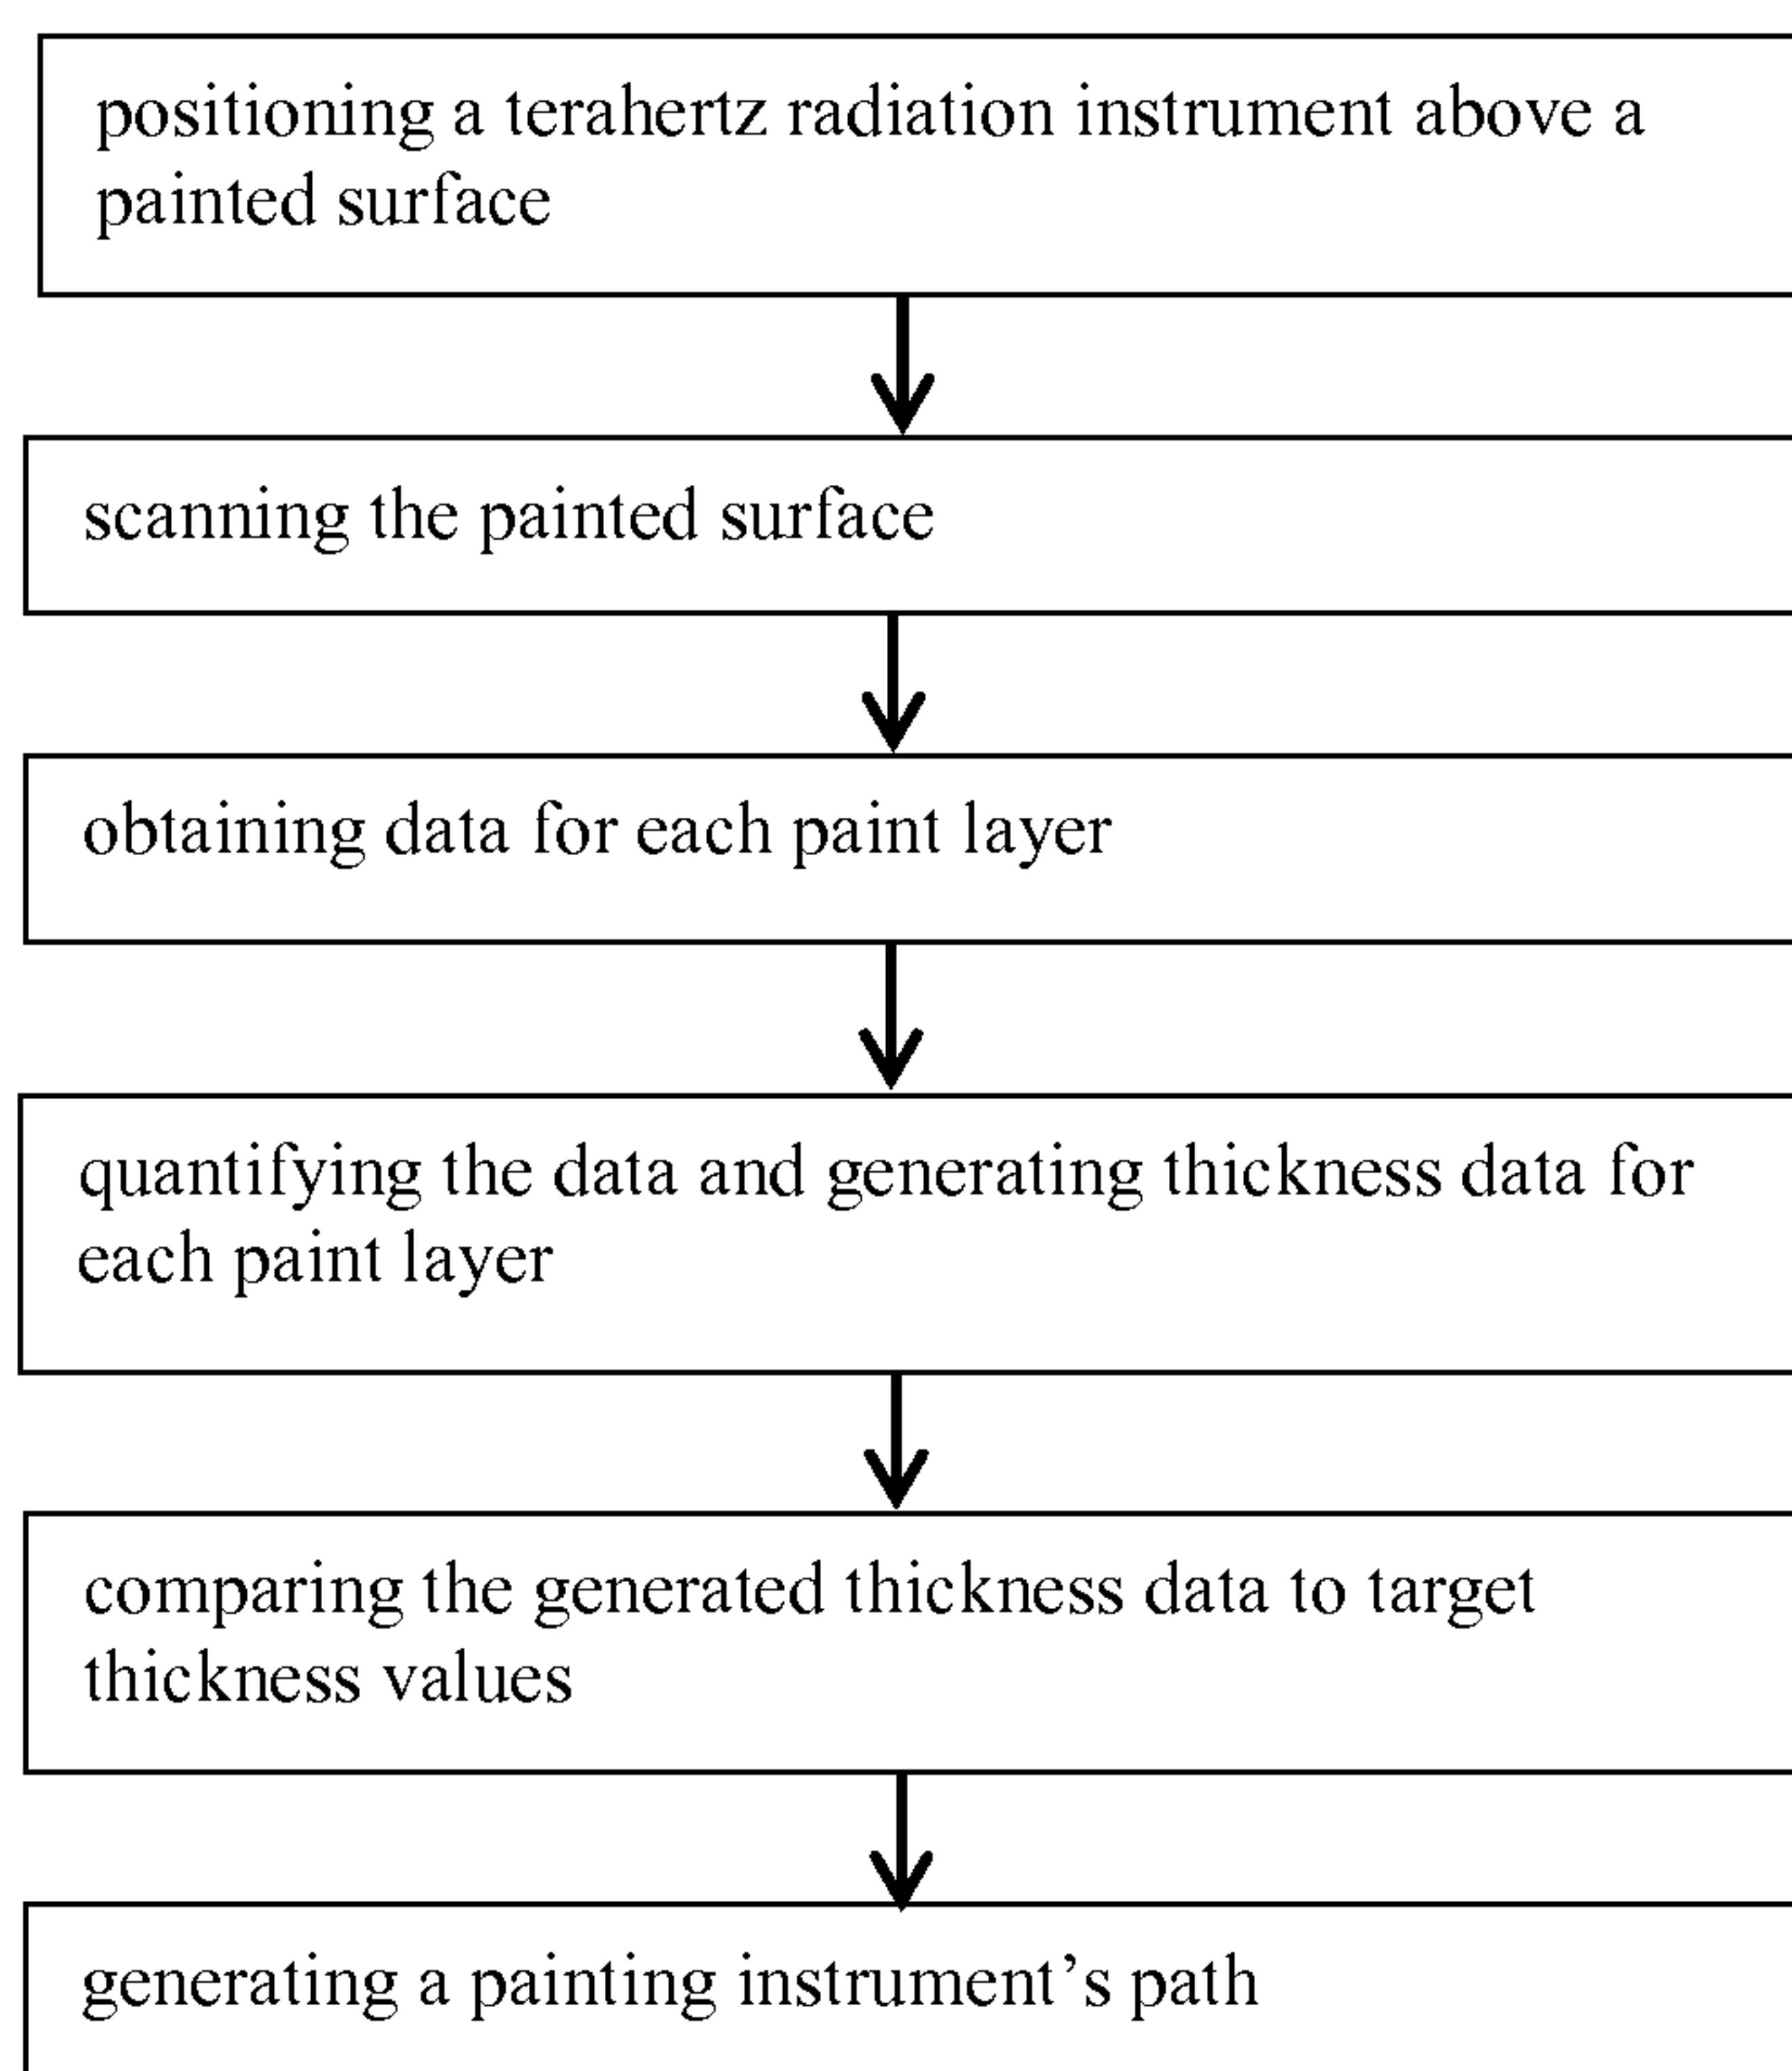 positioning a terahertz radiation instrument above a
painted surface
scanning the painted surface
obtaining data for each paint layer
quantifying the data and generating thickness data for
each paint layer
comparing the generated thickness data to target
thickness values
generating a painting instrument’s path